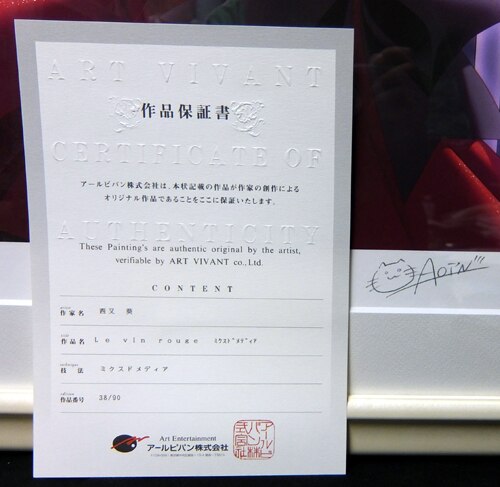 ART VIVANT
作品保証書
CERTIFICATE OF
アールビバン株式会社は、本状記載の作品が作家の創作による
オリジナル作品であることをここに保証いたします。
AUTHENTICITY
These Painting's are authentic original by the artist,
verifiable by ART VIVANT co., Ltd.
CONTENT
作家名 西又 葵
title
作品名 Le vin rouge ミクスドメディア
technique
技法 ミクスドメディア
edition
作品番号 38/90
Art Entertainment
アールビバン株式会社
AOI